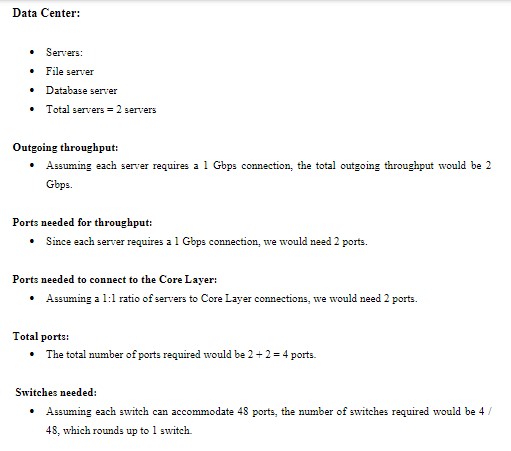 Data Center:
• Servers:
• File server
• Database server
• Total servers = 2 servers
Outgoing throughput:
• Assuming each server requires a 1 Gbps connection, the total outgoing throughput would be 2
Gbps.
Ports needed for throughput:
• Since each server requires a 1 Gbps connection, we would need 2 ports.
Ports needed to connect to the Core Layer:
• Assuming a 1:1 ratio of servers to Core Layer connections, we would need 2 ports.
Total ports:
• The total number of ports required would be 2 + 2 = 4 ports.
Switches needed:
• Assuming each switch can accommodate 48 ports, the number of switches required would be 4 /
48, which rounds up to 1 switch.